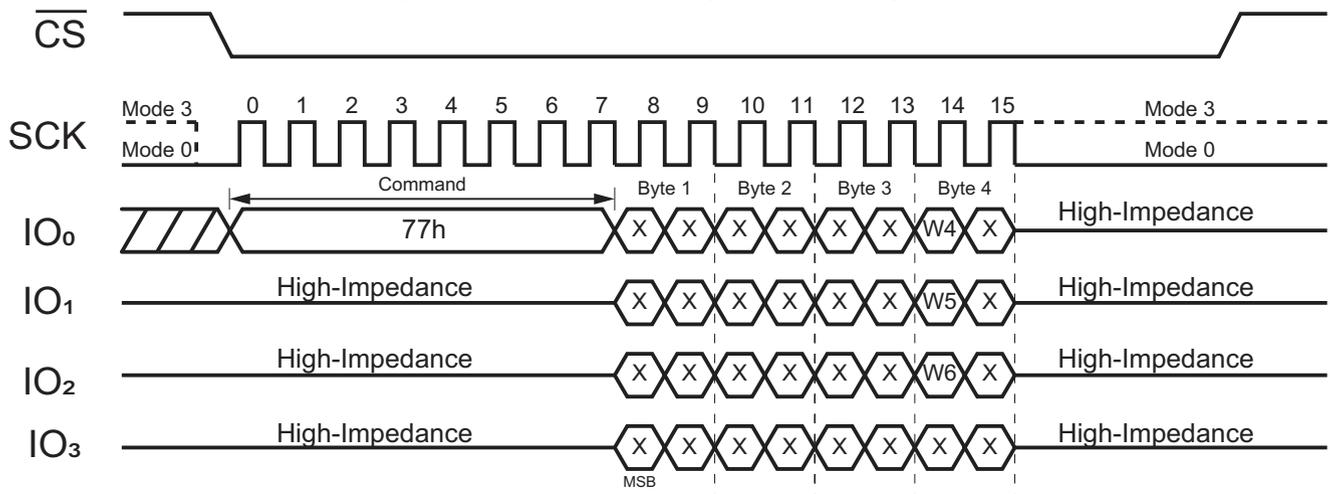 CS
Mode 3 0 1 2 3 4 5 6 7 8 9 10 11 12 13 14 15 Mode 3
SCK
Mode 0 Mode 0
Command Byte 1 Byte 2 Byte 3 Byte 4
IO₀ 77h X X X X X X W4 X High-Impedance
IO₁ High-Impedance X X X X X X W5 X High-Impedance
IO₂ High-Impedance X X X X X X W6 X High-Impedance
IO₃ High-Impedance X X X X X X X X High-Impedance
MSB